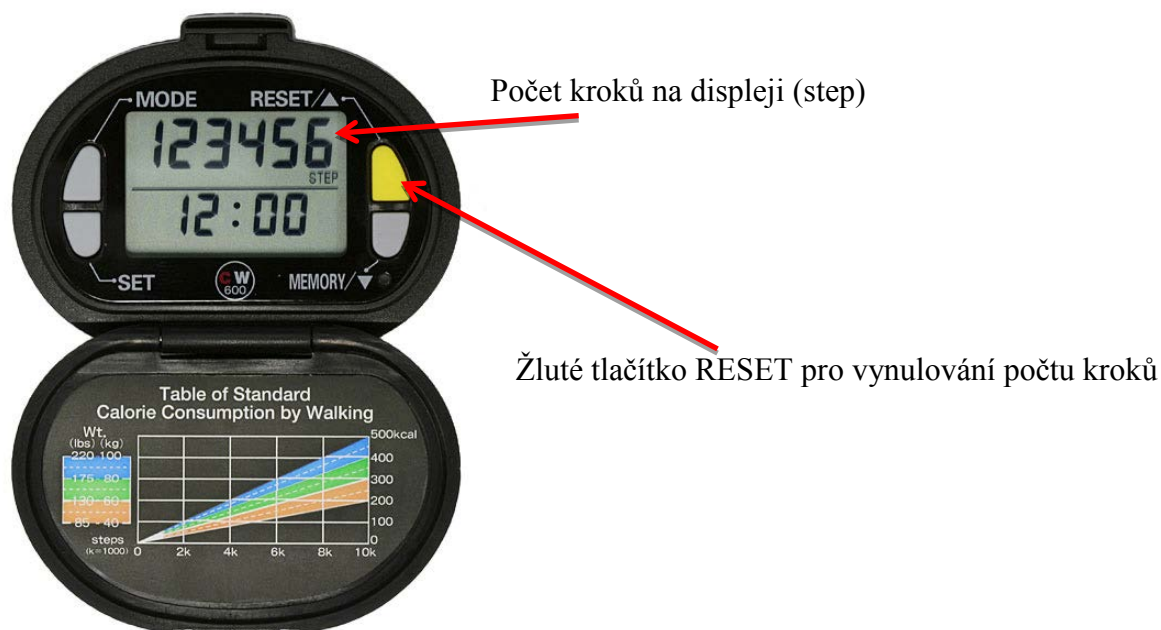 Počet kroků na displeji (step)
MODE RESET/▲
123456
STEP
12:00
SET MEMORY/▼
CW
600
Žluté tlačítko RESET pro vynulování počtu kroků
Table of Standard
Calorie Consumption by Walking
Wt.
(lbs) (kg)
500kcal
220 100
400
175 - 80
300
130 - 60
200
85 - 40
100
steps
0
(k=1000) 0 2k 4k 6k 8k 10k